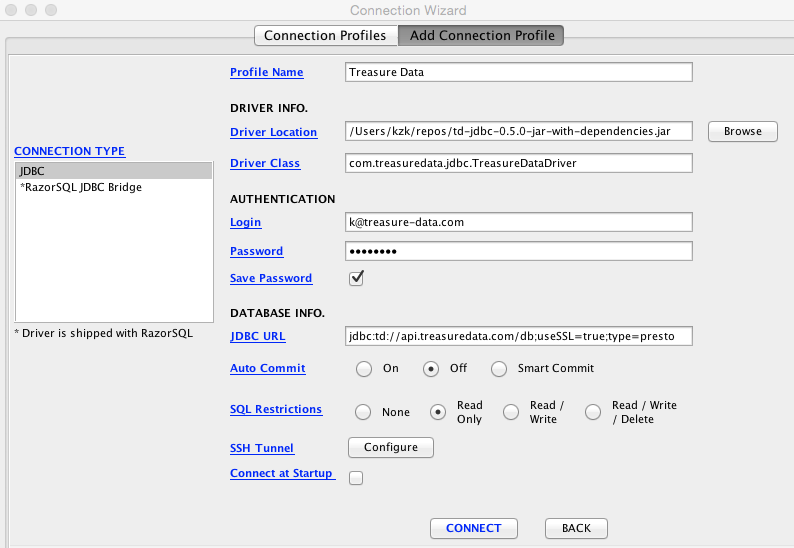 Connection Wizard
Connection Profiles Add Connection Profile
Profile Name Treasure Data
DRIVER INFO.
Driver Location /Users/kzk/repos/td-jdbc-0.5.0-jar-with-dependencies.jar Browse
CONNECTION TYPE
JDBC
*RazorSQL JDBC Bridge
* Driver is shipped with RazorSQL
Driver Class com.treasuredata.jdbc.TreasureDataDriver
AUTHENTICATION
Login k@treasure-data.com
Password ••••••••
Save Password
DATABASE INFO.
JDBC URL jdbc:td://api.treasuredata.com/db;useSSL=true;type=presto
Auto Commit On Off Smart Commit
SQL Restrictions None Read Only Read / Write Read / Write / Delete
SSH Tunnel Configure
Connect at Startup
CONNECT BACK